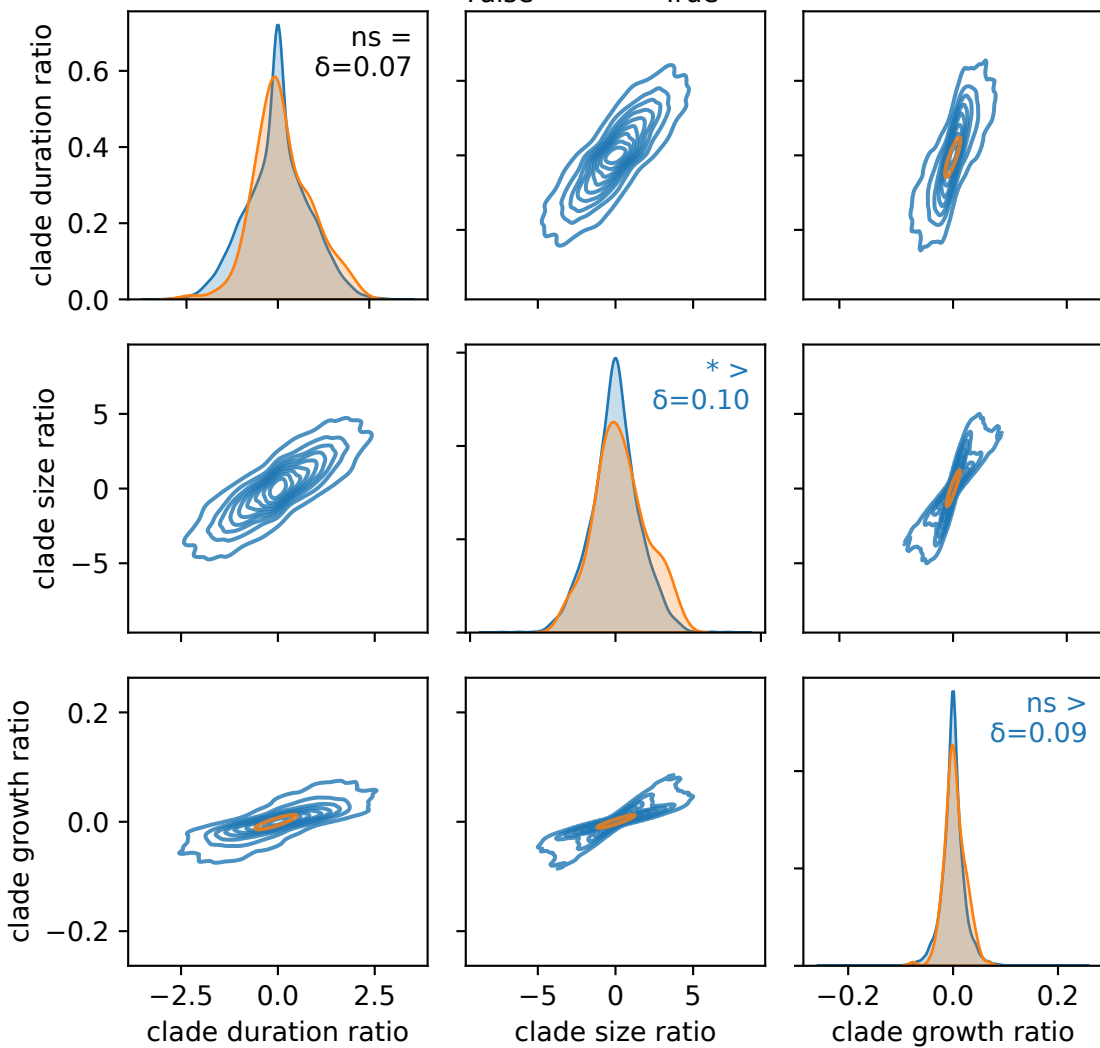 ns =
δ=0.07
clade duration ratio
0.6
0.4
0.2
0.0
* >
δ=0.10
clade size ratio
5
0
−5
ns >
δ=0.09
clade growth ratio
0.2
0.0
−0.2
−2.5 0.0 2.5 −5 0 5 −0.2 0.0 0.2
clade duration ratio clade size ratio clade growth ratio